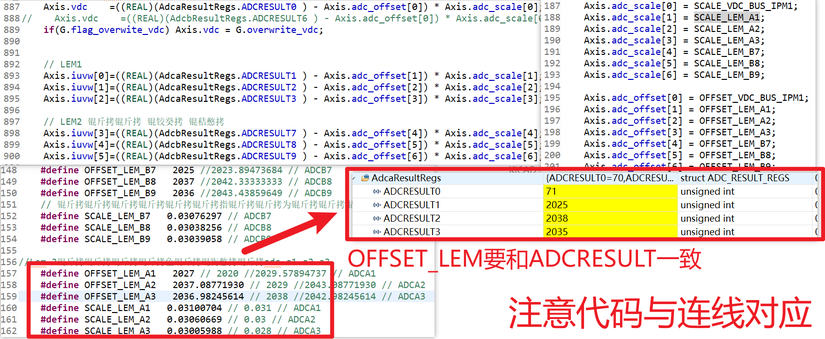 887 Axis.vdc =((REAL)(AdcaResultRegs.ADCRESULT0 ) - Axis.adc_offset[0]) * Axis.adc_scale[0];
888 // Axis.vdc =((REAL)(AdcbResultRegs.ADCRESULT6 ) - Axis.adc_offset[0]) * Axis.adc_s
889 if(G.flag_overwite_vdc) Axis.vdc = G.overwrite_vdc;
890
891
892 // LEM1
893 Axis.iuvw[0]=((REAL)(AdcaResultRegs.ADCRESULT1 ) - Axis.adc_offset[1]) * Axis.adc_scale[1];
894 Axis.iuvw[1]=((REAL)(AdcaResultRegs.ADCRESULT2 ) - Axis.adc_offset[2]) * Axis.adc_scale[2];
895 Axis.iuvw[2]=((REAL)(AdcaResultRegs.ADCRESULT3 ) - Axis.adc_offset[3]) * Axis.adc_scale[3];
896
897 // LEM2
898 Axis.iuvw[3]=((REAL)(AdcbResultRegs.ADCRESULT7 ) - Axis.adc_offset[4]) * Axis.adc_scale[4];
899 Axis.iuvw[4]=((REAL)(AdcbResultRegs.ADCRESULT8 ) - Axis.adc_offset[5]) * Axis.adc_scale[5];
900 Axis.iuvw[5]=((REAL)(AdcbResultRegs.ADCRESULT9 ) - Axis.adc_offset[6]) * Axis.adc_scale[6];
Axis.adc_scale[0] = SCALE_VDC_BUS_IPM1;
187 Axis.adc_scale[1] = SCALE_LEM_A1;
188 Axis.adc_scale[2] = SCALE_LEM_A2;
189 Axis.adc_scale[3] = SCALE_LEM_A3;
190 Axis.adc_scale[4] = SCALE_LEM_B7;
191 Axis.adc_scale[5] = SCALE_LEM_B8;
192 Axis.adc_scale[6] = SCALE_LEM_B9;
195 Axis.adc_offset[0] = OFFSET_VDC_BUS_IPM1;
196 Axis.adc_offset[1] = OFFSET_LEM_A1;
197 Axis.adc_offset[2] = OFFSET_LEM_A2;
198 Axis.adc_offset[3] = OFFSET_LEM_A3;
199 Axis.adc_offset[4] = OFFSET_LEM_B7;
200 Axis.adc_offset[5] = OFFSET_LEM_B8;
148 #define OFFSET_LEM_B7 2025 //2023.89473684 // ADCB7
149 #define OFFSET_LEM_B8 2037 //2042.33333333 // ADCB8
150 #define OFFSET_LEM_B9 2036 //2043.43859649 // ADCB9
151 //
152 #define SCALE_LEM_B7 0.03076297 // ADCB7
153 #define SCALE_LEM_B8 0.03038256 // ADCB8
154 #define SCALE_LEM_B9 0.03039058 // ADCB9
155
157 #define OFFSET_LEM_A1 2027 // 2020 //2029.57894737 // ADCA1
158 #define OFFSET_LEM_A2 2037.08771930 // 2029 //2043.08771929 // ADCA2
159 #define OFFSET_LEM_A3 2036.98245614 // 2038 //2042.98245614 // ADCA3
160 #define SCALE_LEM_A1 0.03100704 // 0.031 // ADCA1
161 #define SCALE_LEM_A2 0.03060669 // 0.03 // ADCA2
162 #define SCALE_LEM_A3 0.03005988 // 0.028 // ADCA3
AdcaResultRegs {ADCRESULT0=70,ADCRESU... struct ADC_RESULT_REGS
ADCRESULT0 71 unsigned int
ADCRESULT1 2025 unsigned int
ADCRESULT2 2038 unsigned int
ADCRESULT3 2035 unsigned int
OFFSET_LEM要和ADCRESULT一致
注意代码与连线对应